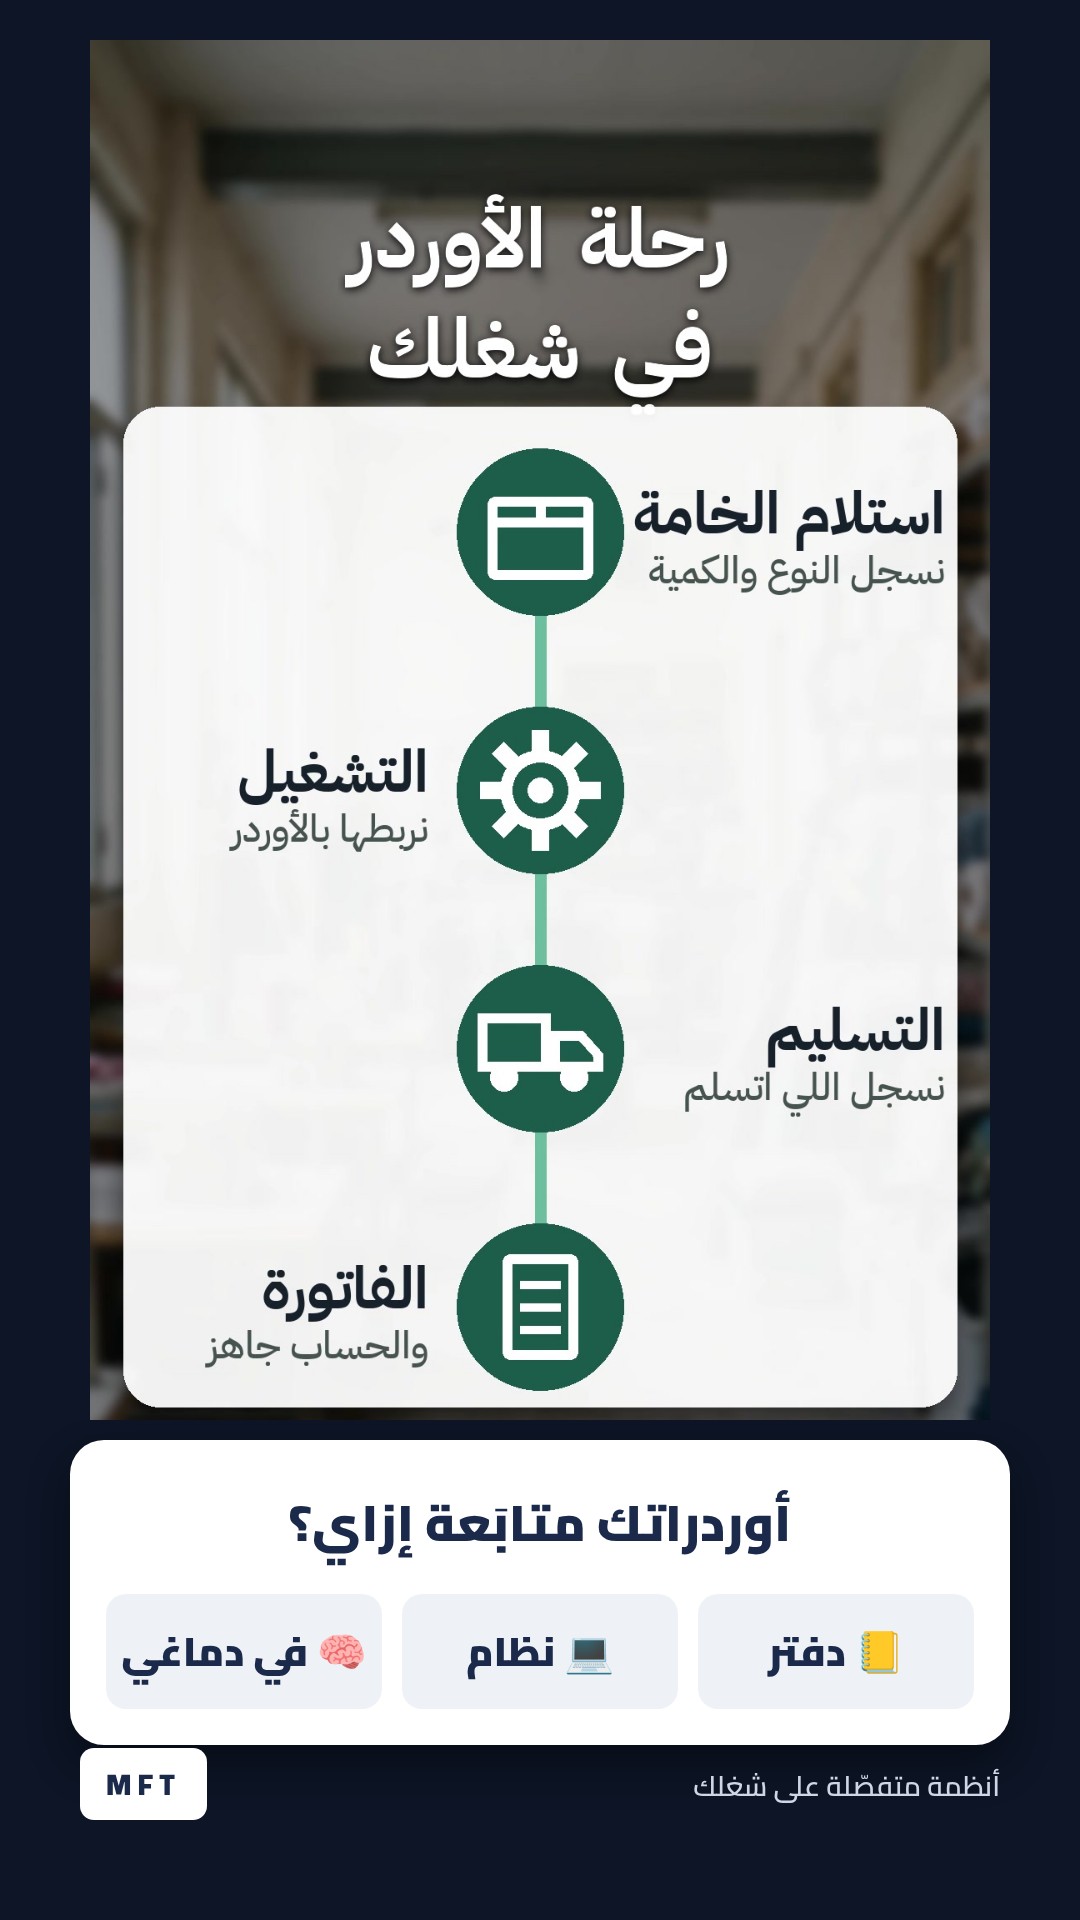 رحلة الأوردر
في شغلك
استلام الخامة
نسجل النوع والكمية
التشغيل
نربطها بالأوردر
التسليم
نسجل اللي اتسلم
الفاتورة
والحساب جاهز
أوردراتك متابَعة إزاي؟
📒 دفتر
💻 نظام
🧠 في دماغي
أنظمة متفصّلة على شغلك
MFT